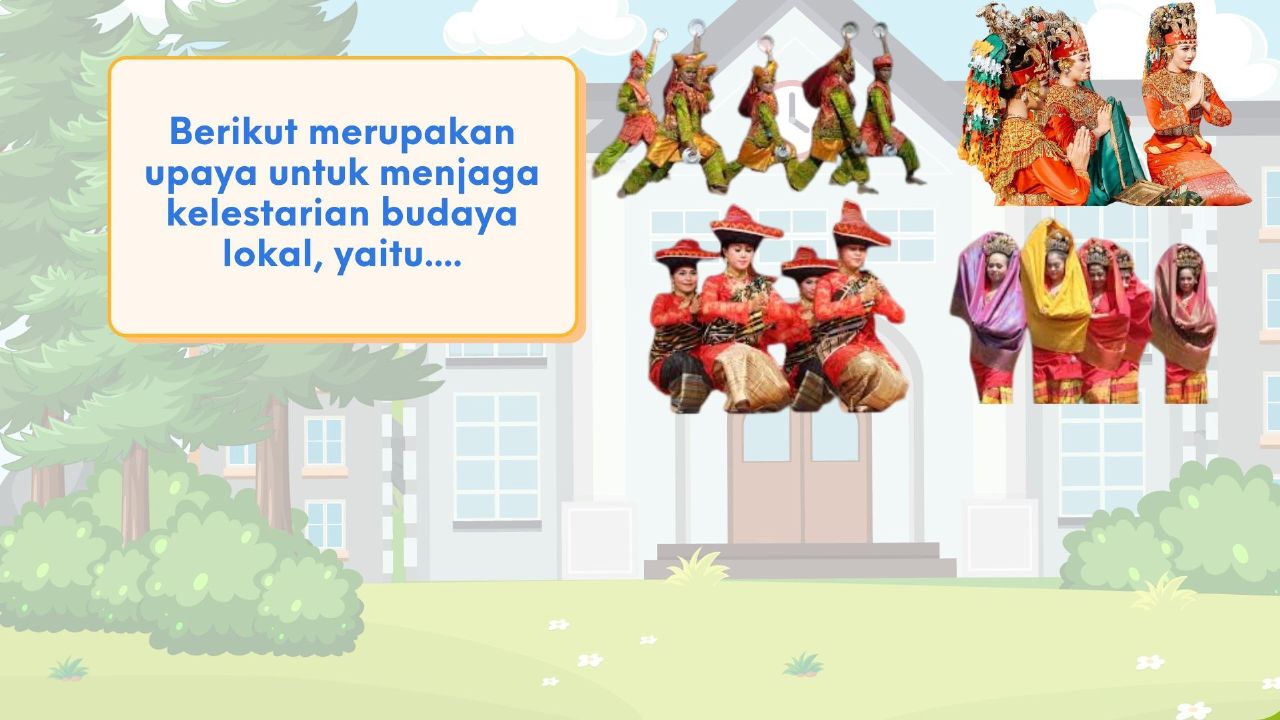 Berikut merupakan
upaya untuk menjaga
kelestarian budaya
lokal, yaitu....